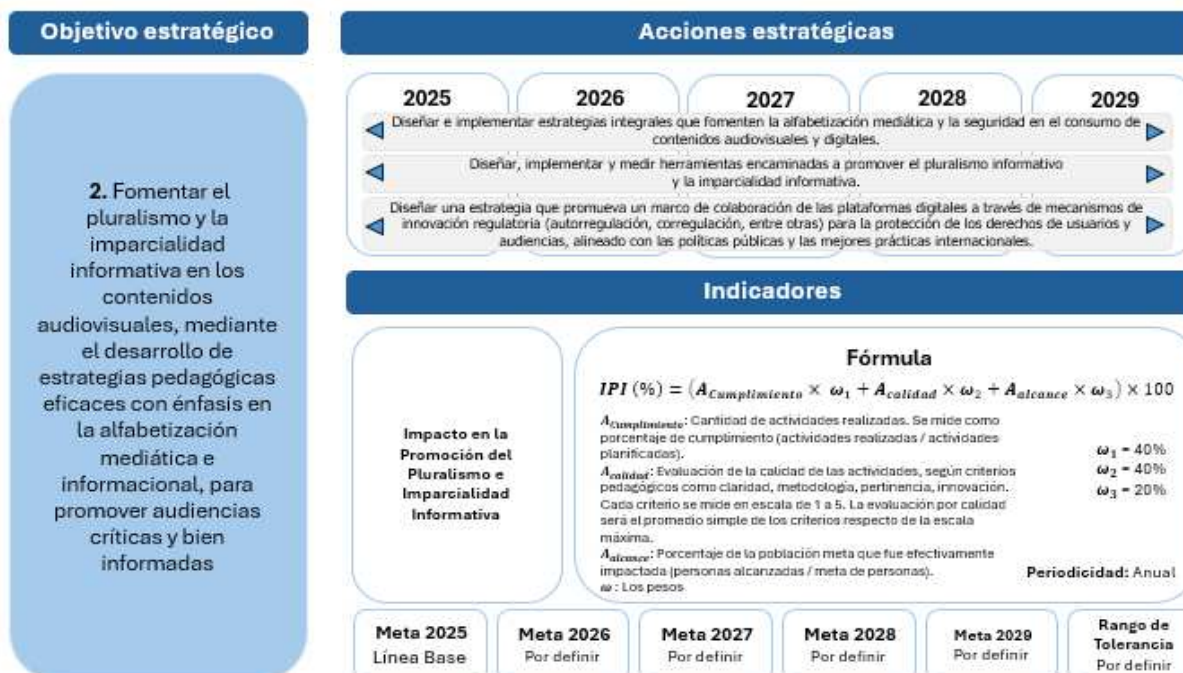 Objetivo estratégico
2. Fomentar el
pluralismo y la
imparcialidad
informativa en los
contenidos
audiovisuales, mediante
el desarrollo de
estrategias pedagógicas
eficaces con énfasis en
la alfabetización
mediática e
informacional, para
promover audiencias
críticas y bien
informadas
Acciones estratégicas
2025 2026 2027 2028 2029
Diseñar e implementar estrategias integrales que fomenten la alfabetización mediática y la seguridad en el consumo de
contenidos audiovisuales y digitales.
Diseñar, implementar y medir herramientas encaminadas a promover el pluralismo informativo
y la imparcialidad informativa.
Diseñar una estrategia que promueva un marco de colaboración de las plataformas digitales a través de mecanismos de
innovación regulatoria (autorregulación, corregulación, entre otras) para la protección de los derechos de usuarios y
audiencias, alineado con las políticas públicas y las mejores prácticas internacionales.
Indicadores
Impacto en la
Promoción del
Pluralismo e
Imparcialidad
Informativa
Fórmula
IPI (%) = (A_Cumplimiento × ω₁ + A_calidad × ω₂ + A_alcance × ω₃) × 100
A_Cumplimiento: Cantidad de actividades realizadas. Se mide como
porcentaje de cumplimiento (actividades realizadas / actividades
planificadas).
A_calidad: Evaluación de la calidad de las actividades, según criterios
pedagógicos como claridad, metodología, pertinencia, innovación.
Cada criterio se mide en escala de 1 a 5. La evaluación por calidad
será el promedio simple de los criterios respecto de la escala
máxima.
A_alcance: Porcentaje de la población meta que fue efectivamente
impactada (personas alcanzadas / meta de personas).
ω : Los pesos
ω₁ = 40%
ω₂ = 40%
ω₃ = 20%
Periodicidad: Anual
Meta 2025
Línea Base
Meta 2026
Por definir
Meta 2027
Por definir
Meta 2028
Por definir
Meta 2029
Por definir
Rango de
Tolerancia
Por definir